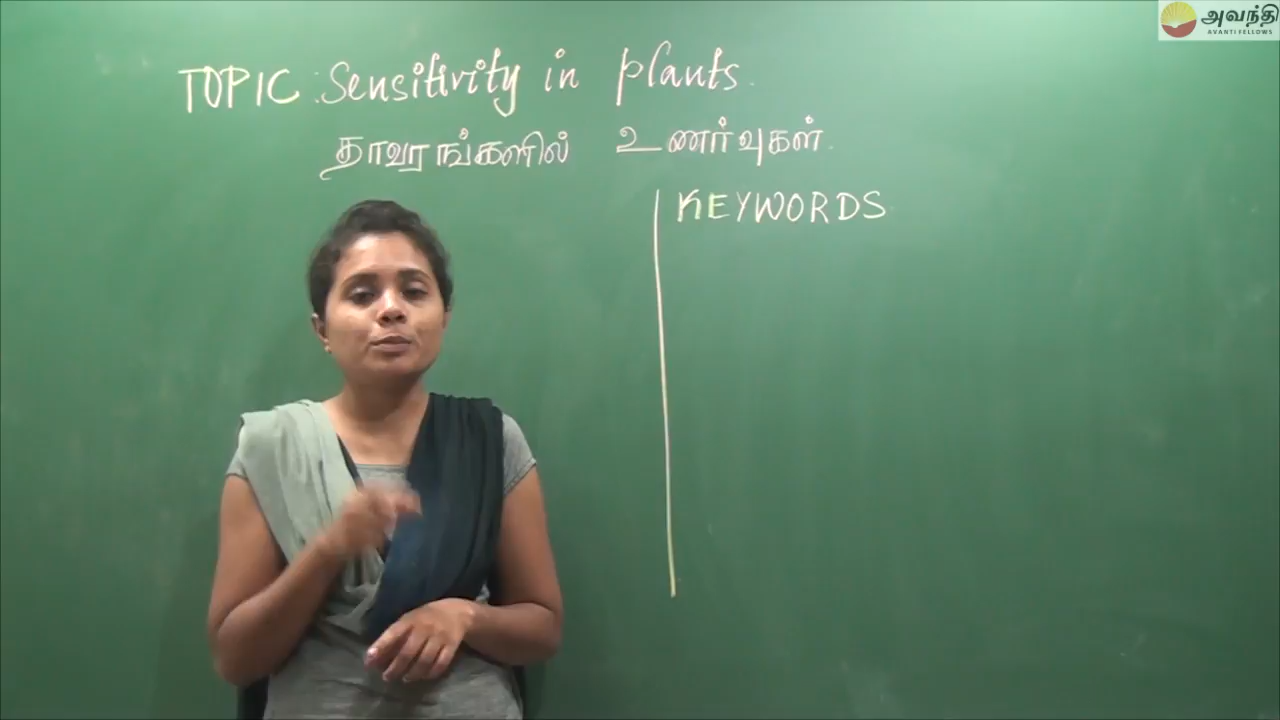 அவந்தி
AVANTI FELLOWS
TOPIC : Sensitivity in plants.
தாவரங்களில் உணர்வுகள்.
KEYWORDS